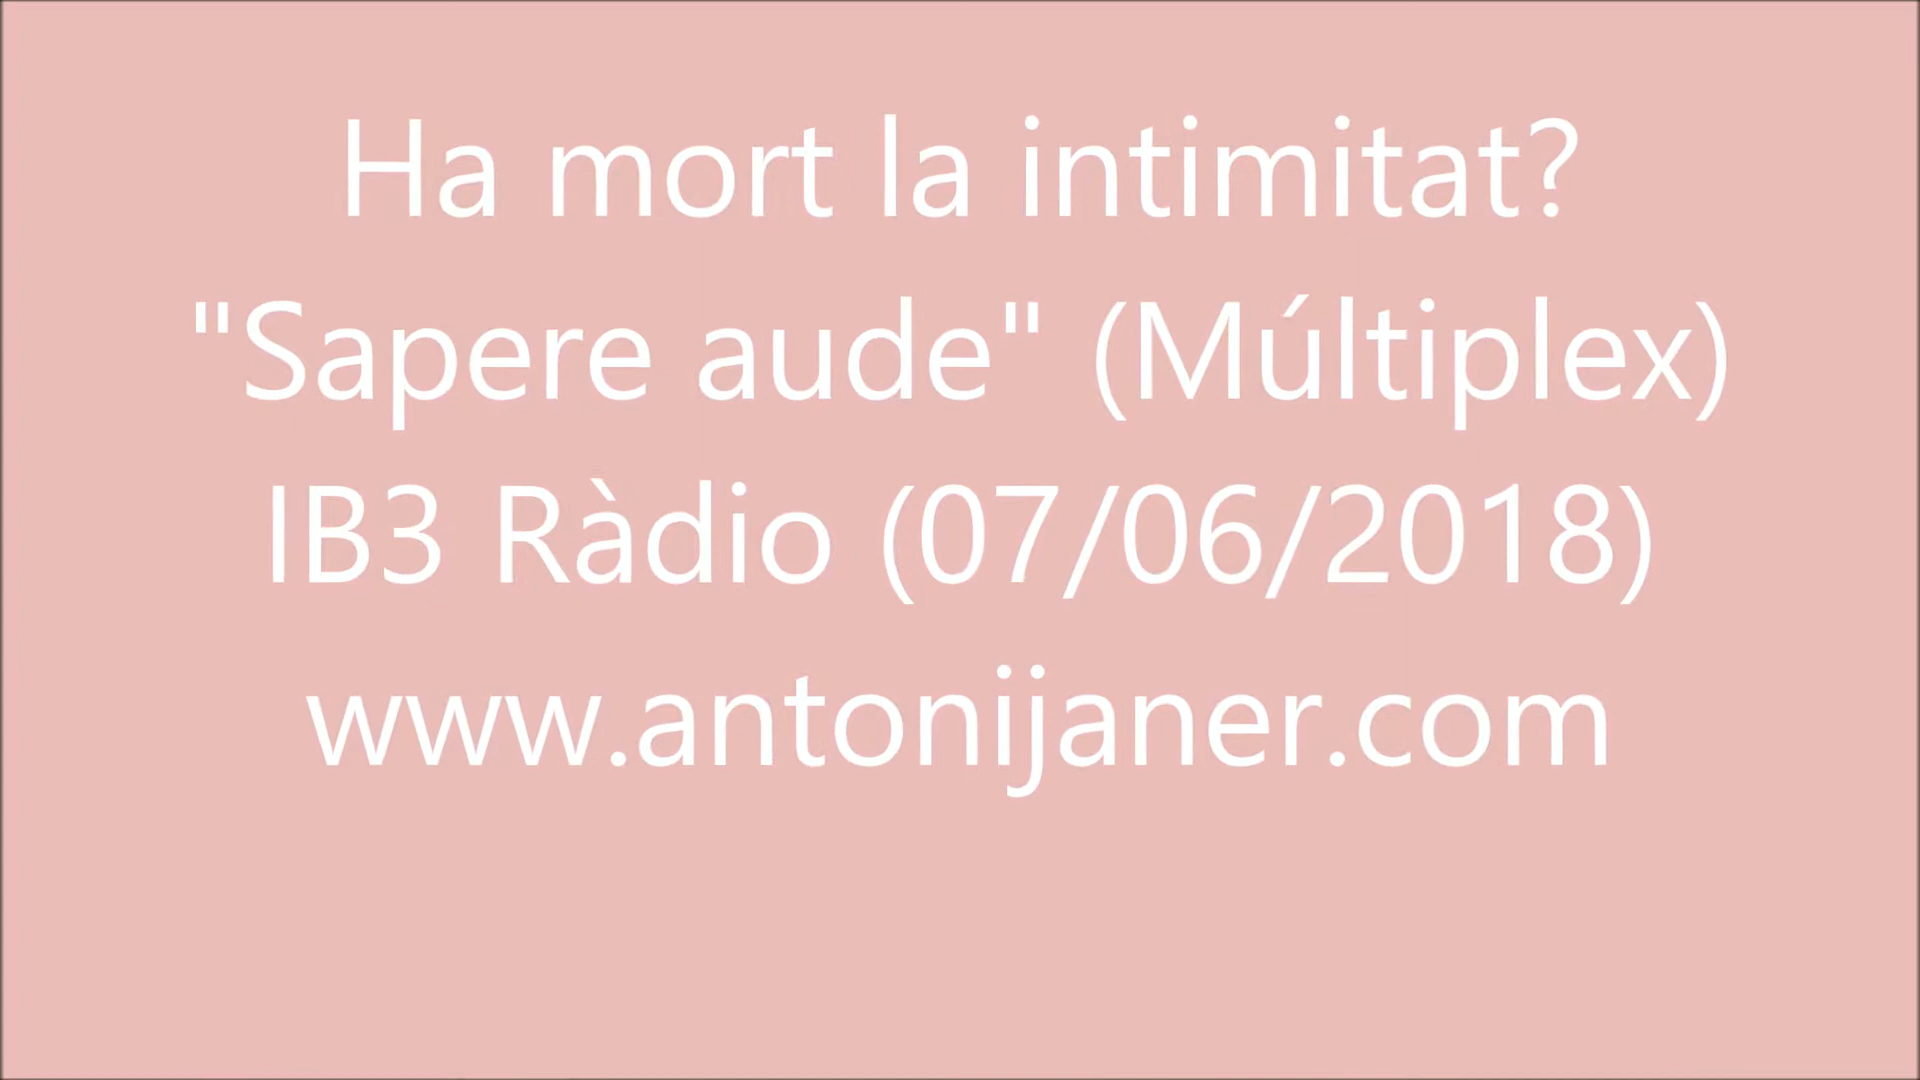 Ha mort la intimitat?
"Sapere aude" (Múltiplex)
IB3 Ràdio (07/06/2018)
www.antonijaner.com